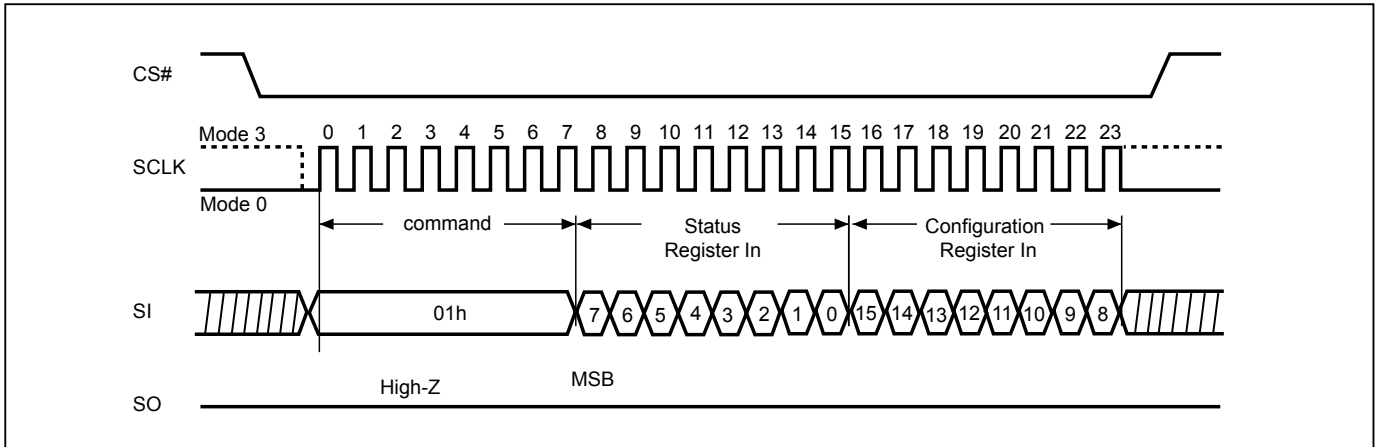 CS#
Mode 3
0 1 2 3 4 5 6 7 8 9 10 11 12 13 14 15 16 17 18 19 20 21 22 23
SCLK
Mode 0
command
Status
Register In
Configuration
Register In
SI
01h
7 6 5 4 3 2 1 0 15 14 13 12 11 10 9 8
High-Z
MSB
SO